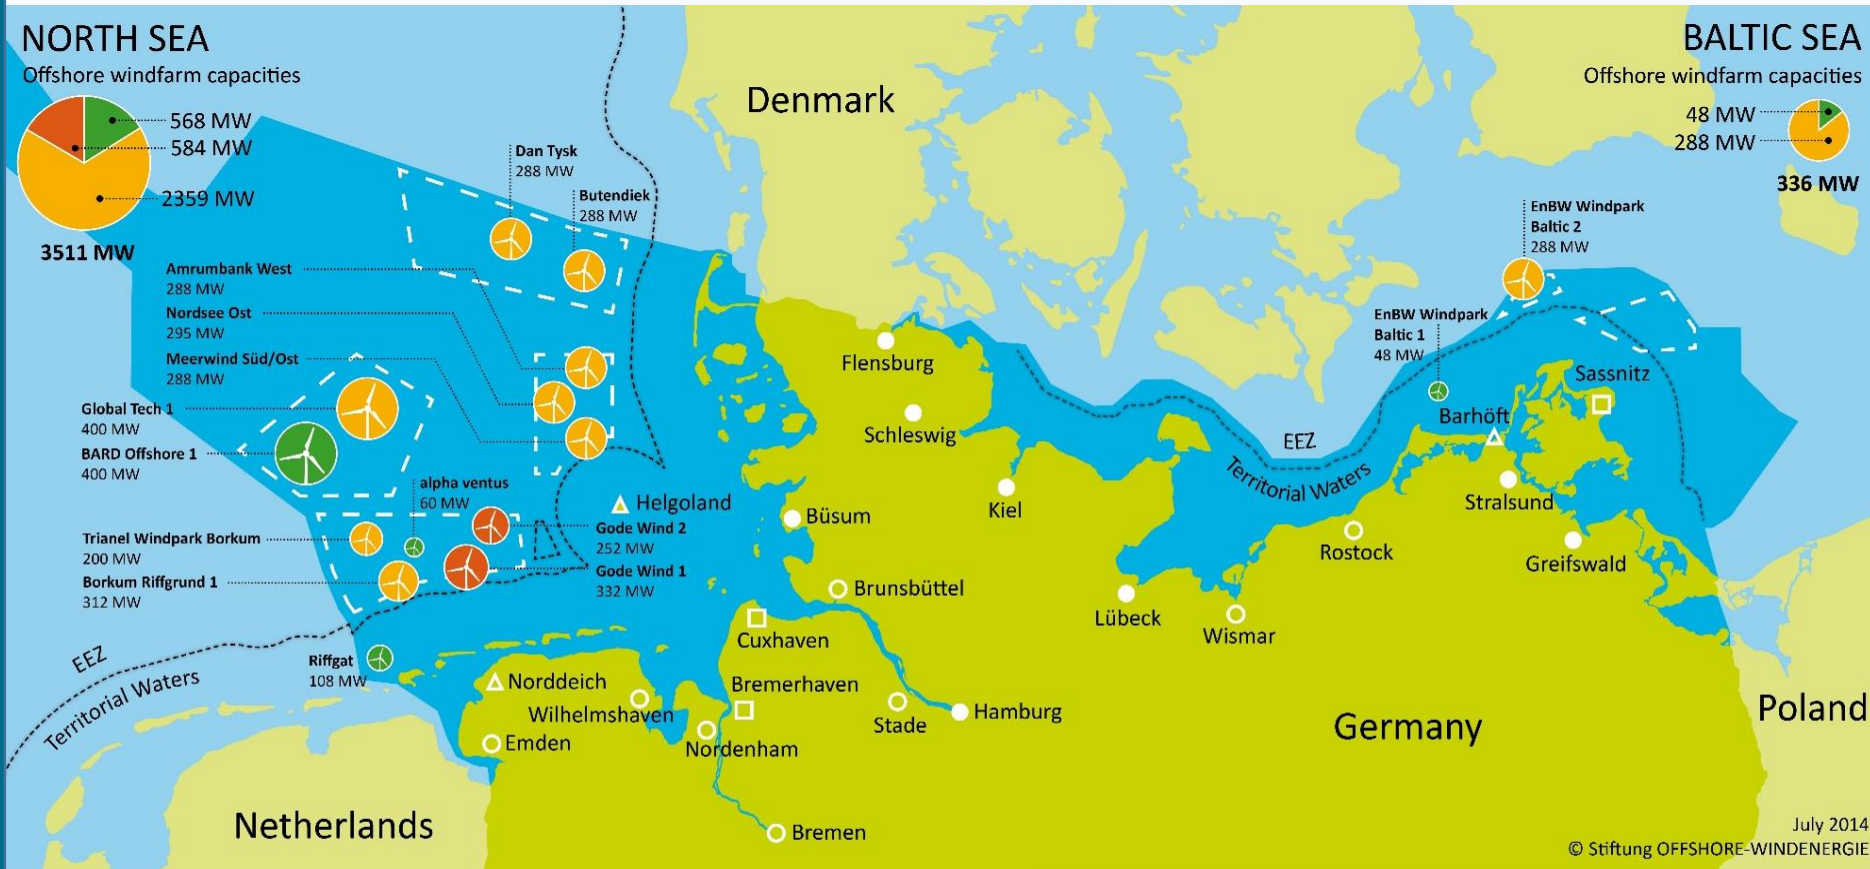 NORTH SEA
Offshore windfarm capacities
568 MW
584 MW
2359 MW
3511 MW
BALTIC SEA
Offshore windfarm capacities
48 MW
288 MW
336 MW
Denmark
Dan Tysk
288 MW
Butendiek
288 MW
Amrumbank West
288 MW
Nordsee Ost
295 MW
Meerwind Süd/Ost
288 MW
Global Tech 1
400 MW
BARD Offshore 1
400 MW
alpha ventus
60 MW
Trianel Windpark Borkum
200 MW
Borkum Riffgrund 1
312 MW
Gode Wind 2
252 MW
Gode Wind 1
332 MW
Riffgat
108 MW
EEZ
Territorial Waters
Helgoland
EnBW Windpark
Baltic 2
288 MW
EnBW Windpark
Baltic 1
48 MW
EEZ
Territorial Waters
Flensburg
Schleswig
Kiel
Büsum
Brunsbüttel
Cuxhaven
Bremerhaven
Norddeich
Wilhelmshaven
Emden
Nordenham
Stade
Hamburg
Bremen
Lübeck
Wismar
Rostock
Sassnitz
Barhöft
Stralsund
Greifswald
Netherlands
Germany
Poland
July 2014
© Stiftung OFFSHORE-WINDENERGIE